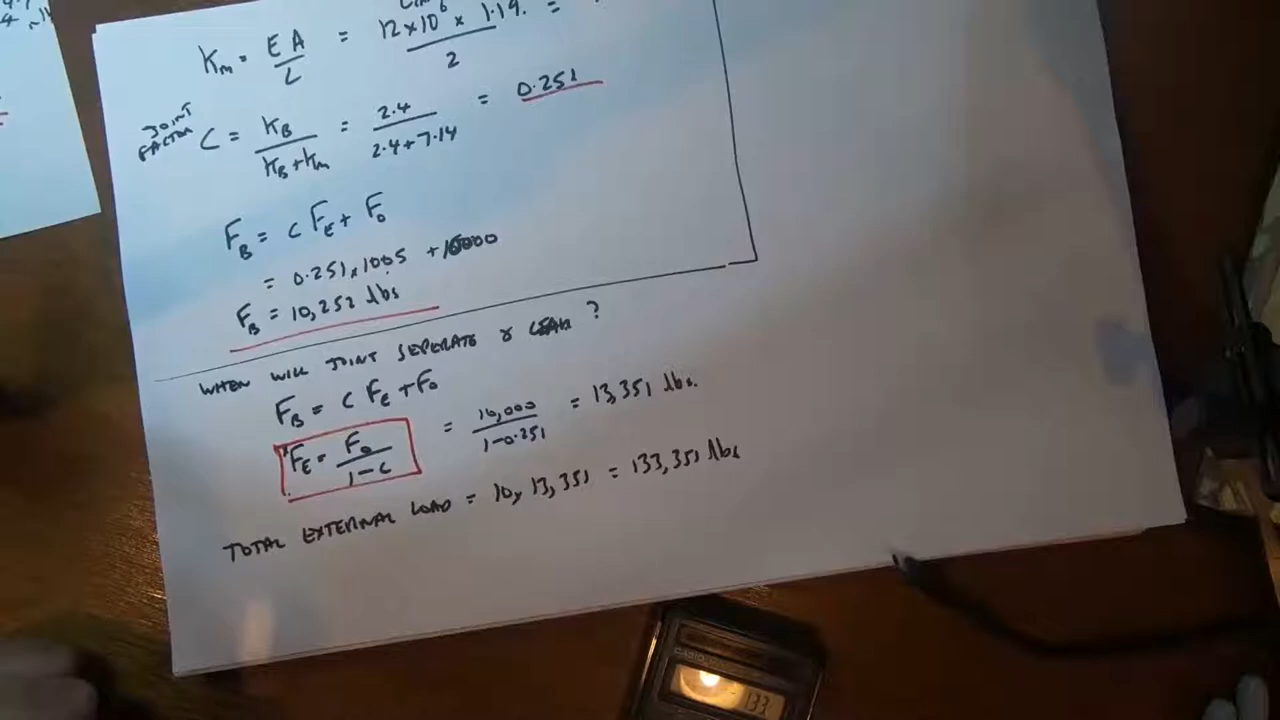 Km = EA/L = 12x10^6 x 1.19. / 2 =
JOINT FACTOR C = KB/(KB+Km) = 2.4/(2.4+7.14) = 0.251
FB = C FE + F0
= 0.251 x 1005 + 10000
FB = 10,252 lbs
WHEN WILL JOINT SEPERATE & LEAK ?
FB = C FE + F0
FE = F0/(1-C) = 10,000/(1-0.251) = 13,351 lbs.
TOTAL EXTERNAL LOAD = 10 x 13,351 = 133,351 lbs
CASIO
133